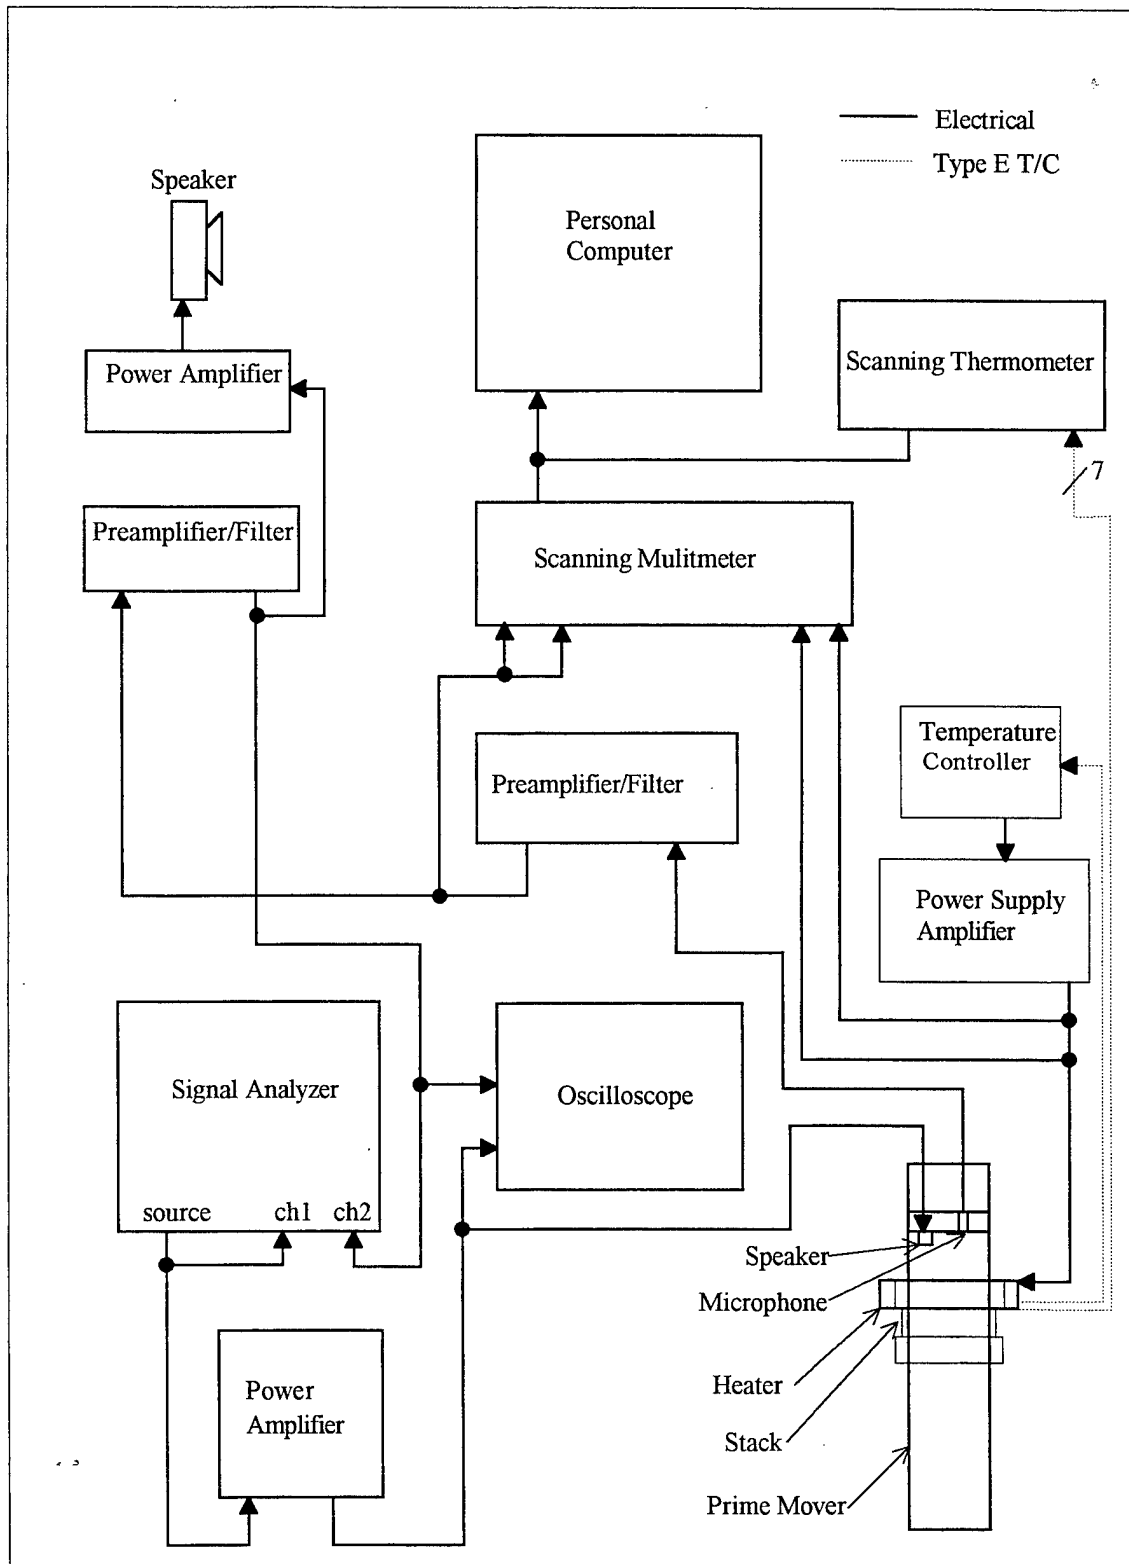 Electrical
Type E T/C
Speaker
Personal
Computer
Scanning Thermometer
Power Amplifier
7
Preamplifier/Filter
Scanning Mulitmeter
Temperature
Controller
Preamplifier/Filter
Power Supply
Amplifier
Signal Analyzer
Oscilloscope
source
ch1
ch2
Speaker
Microphone
Heater
Power
Amplifier
Stack
Prime Mover